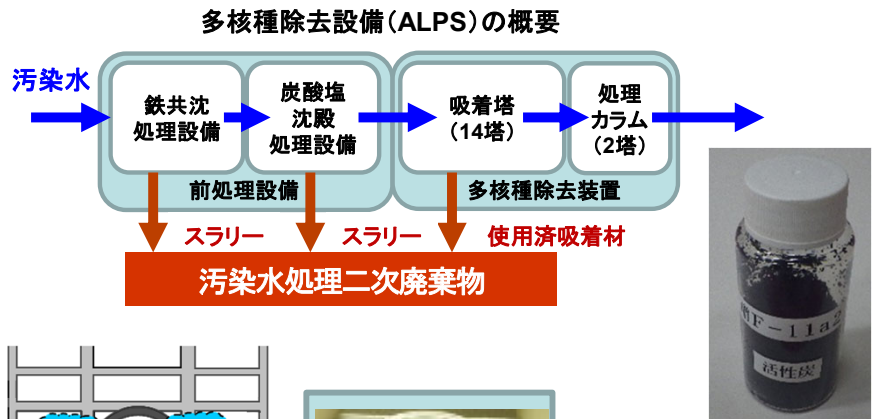 多核種除去設備（ALPS）の概要
汚染水
鉄共沈
処理設備
炭酸塩
沈殿
処理設備
吸着塔
（14塔）
処理
カラム
（2塔）
前処理設備
多核種除去装置
スラリー
スラリー
使用済吸着材
汚染水処理二次廃棄物
F-11a2
活性炭